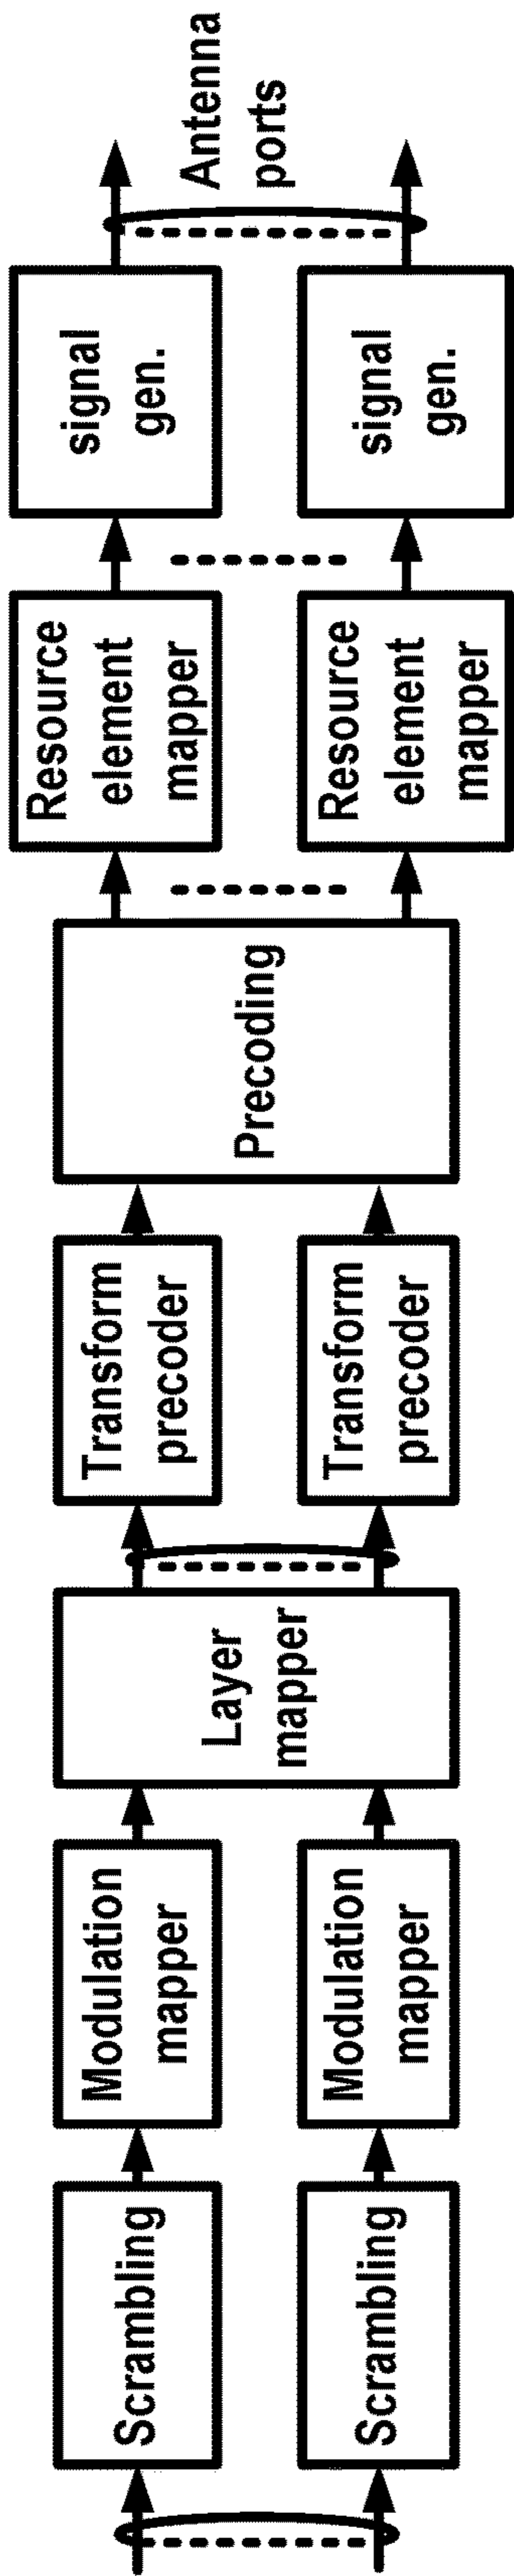 Scrambling
Scrambling
Modulation
mapper
Modulation
mapper
Layer
mapper
Transform
precoder
Transform
precoder
Precoding
Resource
element
mapper
Resource
element
mapper
signal
gen.
signal
gen.
Antenna
ports